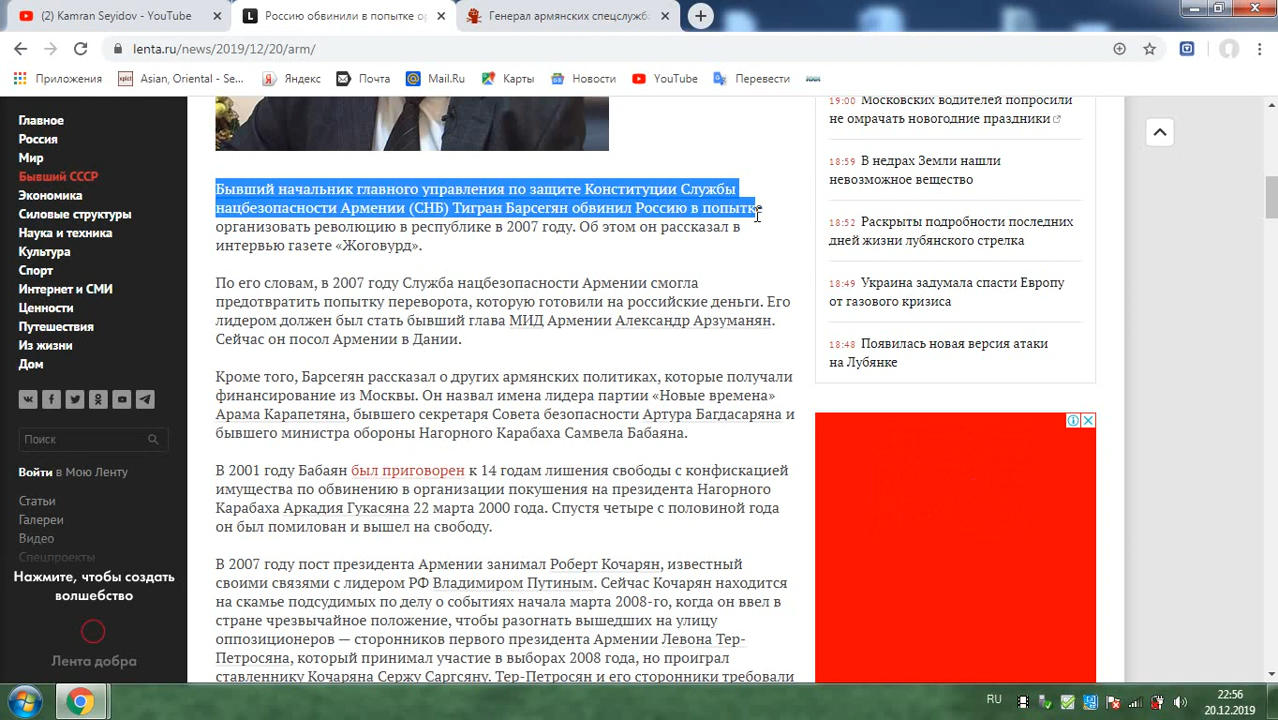 (2) Kamran Seyidov - YouTube
Россию обвинили в попытке ор
Генерал армянских спецслужб
lenta.ru/news/2019/12/20/arm/
Приложения
Asian, Oriental - Se...
Яндекс
Почта
Mail.Ru
Карты
Новости
YouTube
Перевести
Главное
Россия
Мир
Бывший СССР
Экономика
Силовые структуры
Наука и техника
Культура
Спорт
Интернет и СМИ
Ценности
Путешествия
Из жизни
Дом
Поиск
Войти в Мою Ленту
Статьи
Галереи
Видео
Спецпроекты
Нажмите, чтобы создать
волшебство
Лента добра
Бывший начальник главного управления по защите Конституции Службы
нацбезопасности Армении (СНБ) Тигран Барсегян обвинил Россию в попытке
организовать революцию в республике в 2007 году. Об этом он рассказал в
интервью газете «Жоговурд».
По его словам, в 2007 году Служба нацбезопасности Армении смогла
предотвратить попытку переворота, которую готовили на российские деньги. Его
лидером должен был стать бывший глава МИД Армении Александр Арзуманян.
Сейчас он посол Армении в Дании.
Кроме того, Барсегян рассказал о других армянских политиках, которые получали
финансирование из Москвы. Он назвал имена лидера партии «Новые времена»
Арама Карапетяна, бывшего секретаря Совета безопасности Артура Багдасаряна и
бывшего министра обороны Нагорного Карабаха Самвела Бабаяна.
В 2001 году Бабаян был приговорен к 14 годам лишения свободы с конфискацией
имущества по обвинению в организации покушения на президента Нагорного
Карабаха Аркадия Гукасяна 22 марта 2000 года. Спустя четыре с половиной года
он был помилован и вышел на свободу.
В 2007 году пост президента Армении занимал Роберт Кочарян, известный
своими связями с лидером РФ Владимиром Путиным. Сейчас Кочарян находится
на скамье подсудимых по делу о событиях начала марта 2008-го, когда он ввел в
стране чрезвычайное положение, чтобы разогнать вышедших на улицу
оппозиционеров — сторонников первого президента Армении Левона Тер-
Петросяна, который принимал участие в выборах 2008 года, но проиграл
ставленнику Кочаряна Сержу Саргсяну. Тер-Петросян и его сторонники требовали
19:00 Московских водителей попросили
не омрачать новогодние праздники
18:59 В недрах Земли нашли
невозможное вещество
18:52 Раскрыты подробности последних
дней жизни лубянского стрелка
18:49 Украина задумала спасти Европу
от газового кризиса
18:48 Появилась новая версия атаки
на Лубянке
RU
22:56
20.12.2019